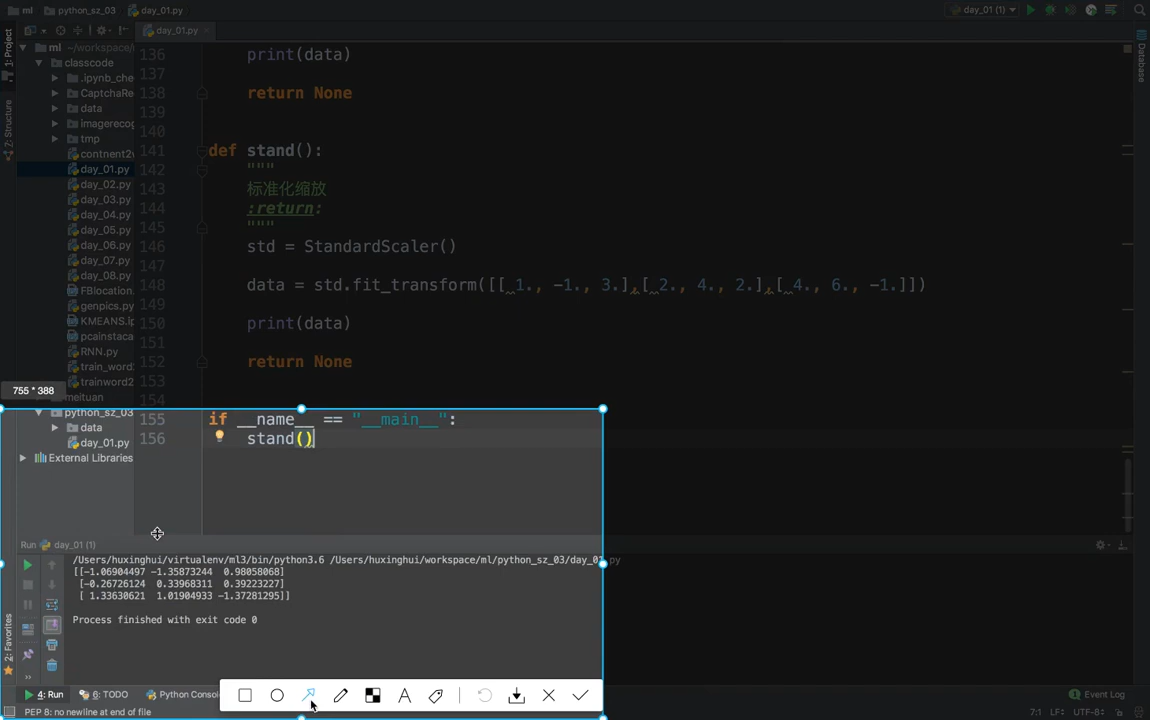 ml python_sz_03 day_01.py day_01 (1)
day_01.py
1: Project
Z: Structure
2: Favorites
Database
ml ~/workspace/
classcode
.ipynb_che
CaptchaRe
data
imagerecog
tmp
contnent2v
day_01.py
day_02.py
day_03.py
day_04.py
day_05.py
day_06.py
day_07.py
day_08.py
FBlocation.
genpics.py
KMEANS.ip
pcainstaca
RNN.py
train_word2
trainword2
meituan
python_sz_03
data
day_01.py
External Libraries
755 * 388
136 print(data)
137
138 return None
139
140
141 def stand():
142 """
143 标准化缩放
144 :return:
145 """
146 std = StandardScaler()
147
148 data = std.fit_transform([[ 1., -1., 3.],[ 2., 4., 2.],[ 4., 6., -1.]])
149
150 print(data)
151
152 return None
153
154
155 if __name__ == "__main__":
156 stand()
Run day_01 (1)
/Users/huxinghui/virtualenv/ml3/bin/python3.6 /Users/huxinghui/workspace/ml/python_sz_03/day_01.py
[[-1.06904497 -1.35873244 0.98058068]
[-0.26726124 0.33968311 0.39223227]
[ 1.33630621 1.01904933 -1.37281295]]
Process finished with exit code 0
4: Run 6: TODO Python Conso Event Log
PEP 8: no newline at end of file 7:1 LF÷ UTF-8÷